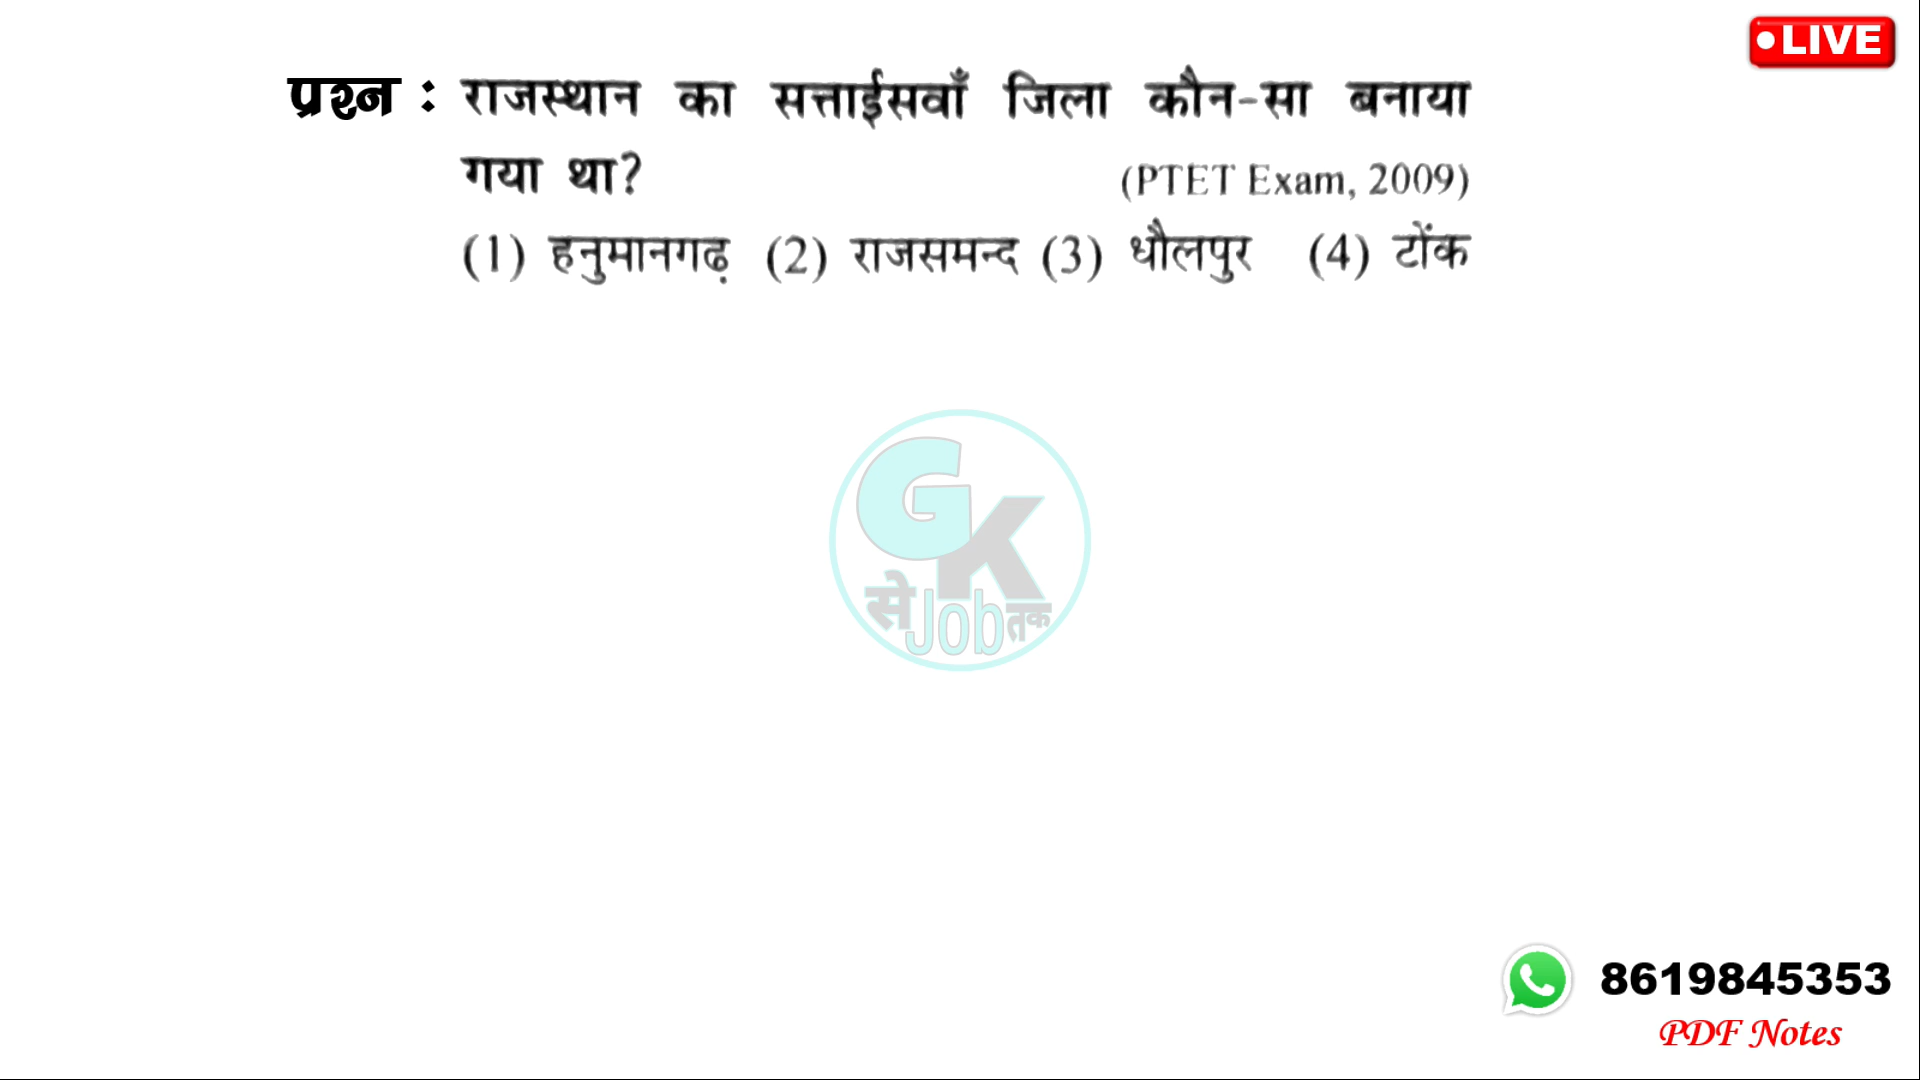 LIVE
प्रश्न : राजस्थान का सत्ताईसवाँ जिला कौन-सा बनाया
गया था? (PTET Exam, 2009)
(1) हनुमानगढ़ (2) राजसमन्द (3) धौलपुर (4) टोंक
GK
से Job तक
8619845353
PDF Notes